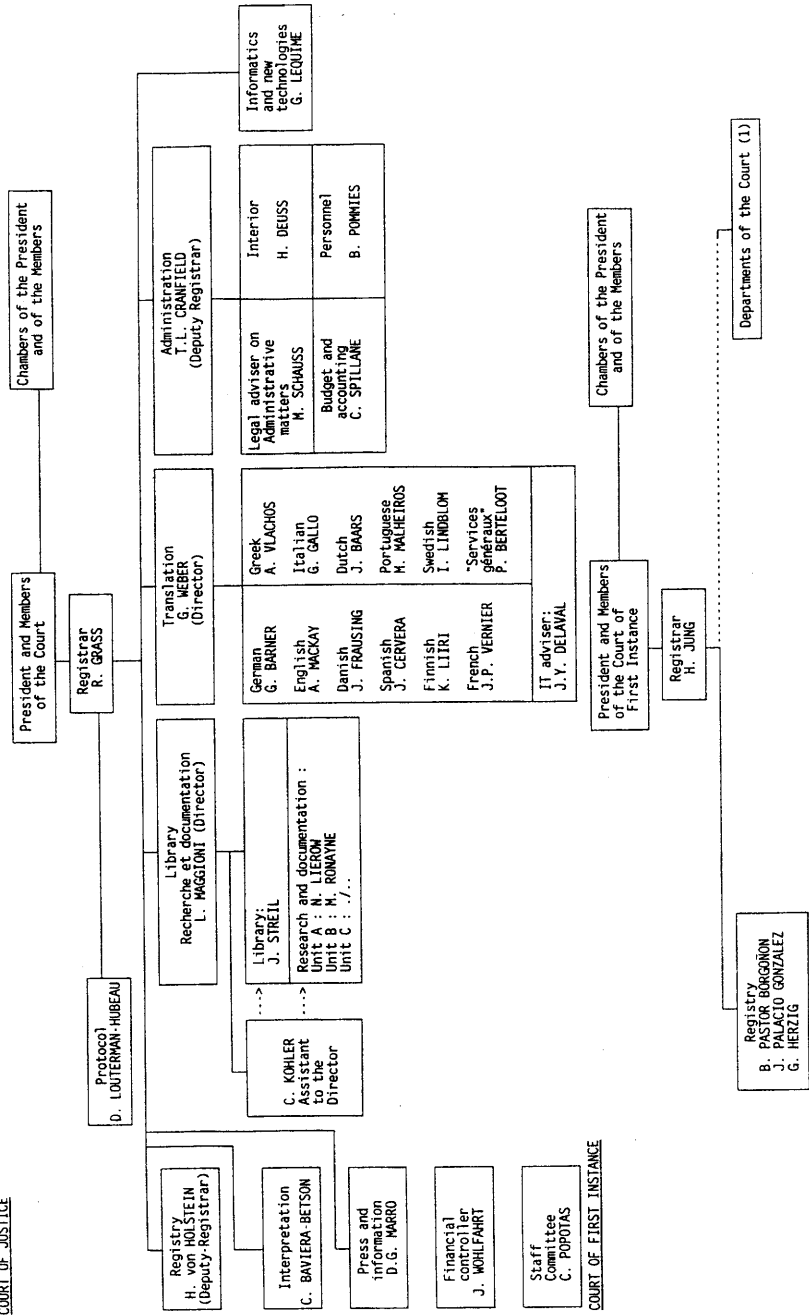 COURT OF JUSTICE
President and Members
of the Court
Chambers of the President
and of the Members
Registrar
R. GRASS
Protocol
D. LOUTERMAN-HUBEAU
Registry
H. von HOLSTEIN
(Deputy-Registrar)
Interpretation
C. BAVIERA-BETSON
Press and
information
D.G. MARRO
Financial
controller
J. WOHLFAHRT
Staff
Committee
C. POPOTAS
Library
Recherche et documentation
L. MAGGIONI (Director)
C. KOHLER
Assistant
to the
Director
---->
---->
Library:
J. STREIL
Research and documentation :
Unit A : N. LIEROW
Unit B : M. RONAYNE
Unit C : ./..
Translation
G. WEBER
(Director)
German
G. BARNER
English
A. MACKAY
Danish
J. FRAUSING
Spanish
J. CERVERA
Finnish
K. LIIRI
French
J.P. VERNIER
Greek
A. VLACHOS
Italian
G. GALLO
Dutch
J. BAARS
Portuguese
M. MALHEIROS
Swedish
I. LINDBLOM
"Services
généraux"
P. BERTELOOT
IT adviser:
J.Y. DELAVAL
Administration
T.L. CRANFIELD
(Deputy Registrar)
Legal adviser on
Administrative
matters
M. SCHAUSS
Interior
H. DEUSS
Budget and
accounting
C. SPILLANE
Personnel
B. POMMIES
Informatics
and new
technologies
G. LEQUIME
COURT OF FIRST INSTANCE
President and Members
of the Court of
First Instance
Chambers of the President
and of the Members
Registrar
H. JUNG
Registry
B. PASTOR BORGOÑON
J. PALACIO GONZALEZ
G. HERZIG
Departments of the Court (1)